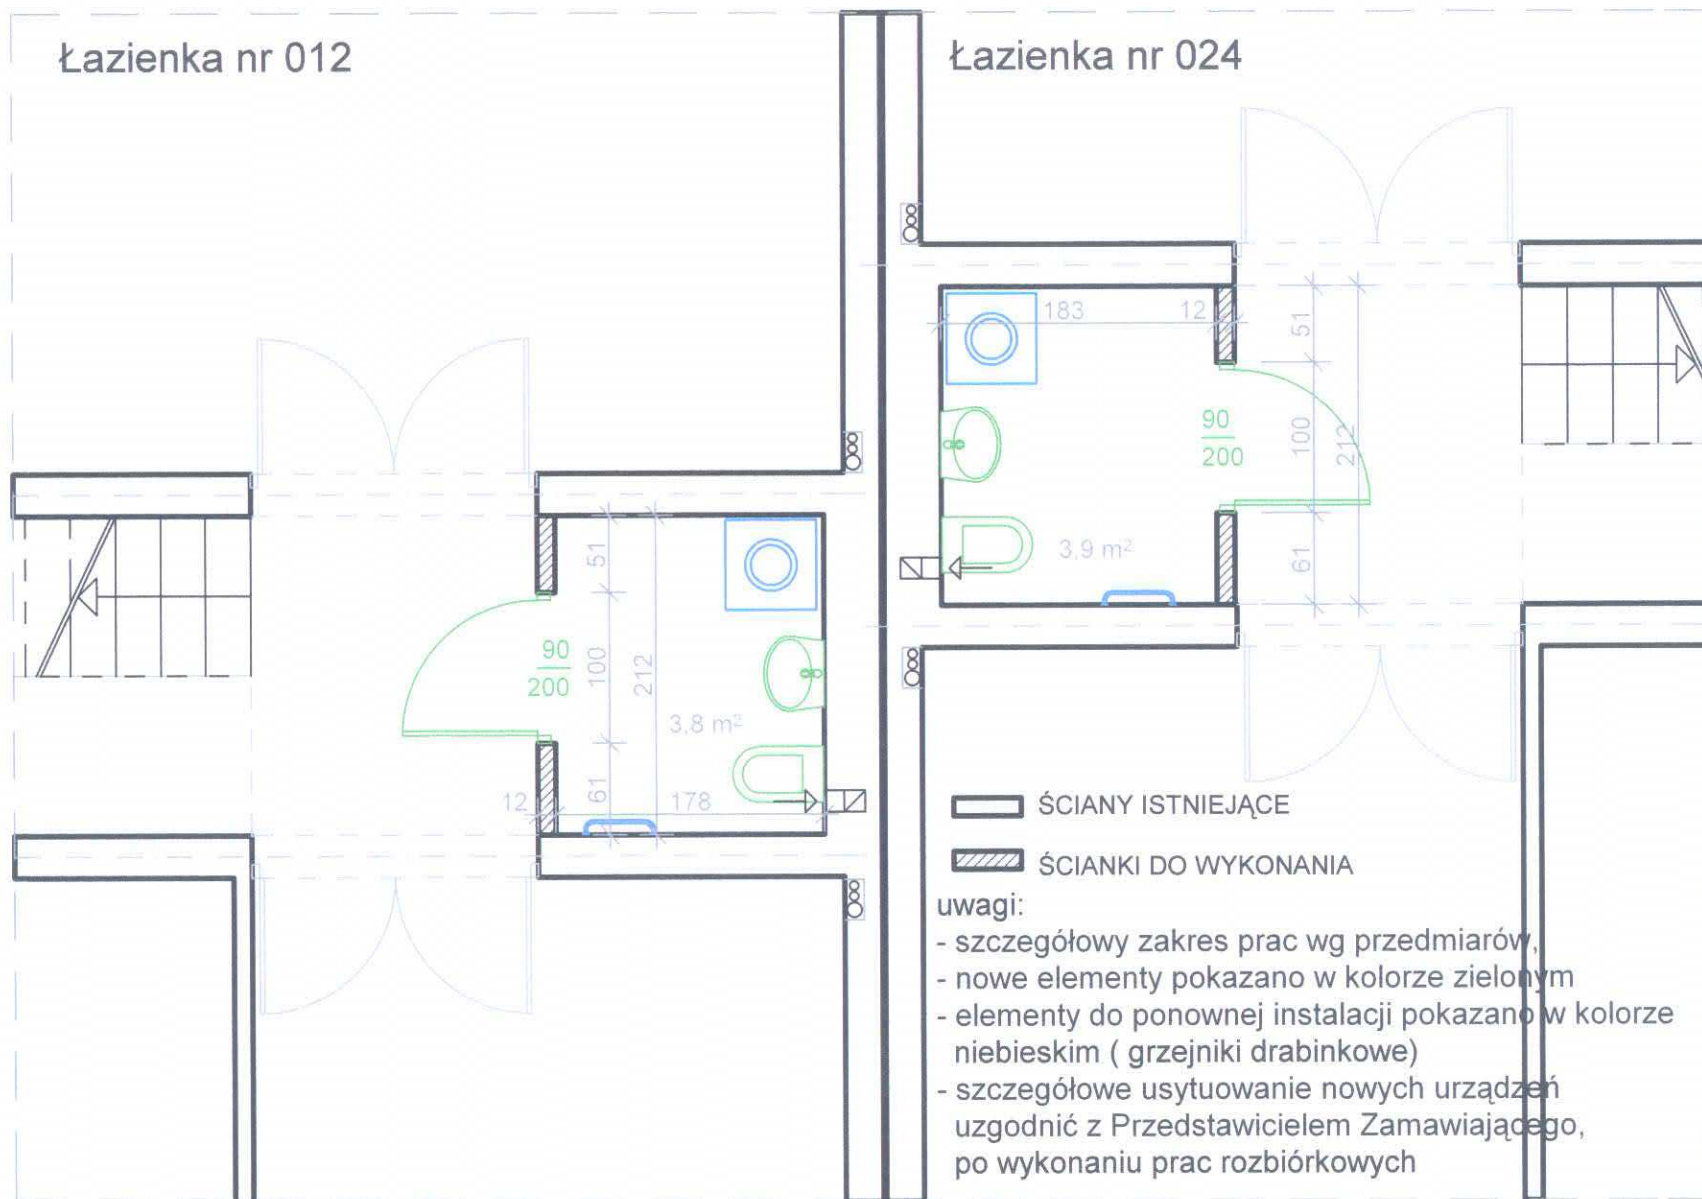 Łazienka nr 012
Łazienka nr 024
183
12
51
90
200
100
212
3,9 m²
61
51
90
200
100
212
3,8 m²
12
61
178
ŚCIANY ISTNIEJĄCE
ŚCIANKI DO WYKONANIA
uwagi:
- szczegółowy zakres prac wg przedmiarów,
- nowe elementy pokazano w kolorze zielonym
- elementy do ponownej instalacji pokazano w kolorze
niebieskim ( grzejniki drabinkowe)
- szczegółowe usytuowanie nowych urządzeń
uzgodnić z Przedstawicielem Zamawiającego,
po wykonaniu prac rozbiórkowych